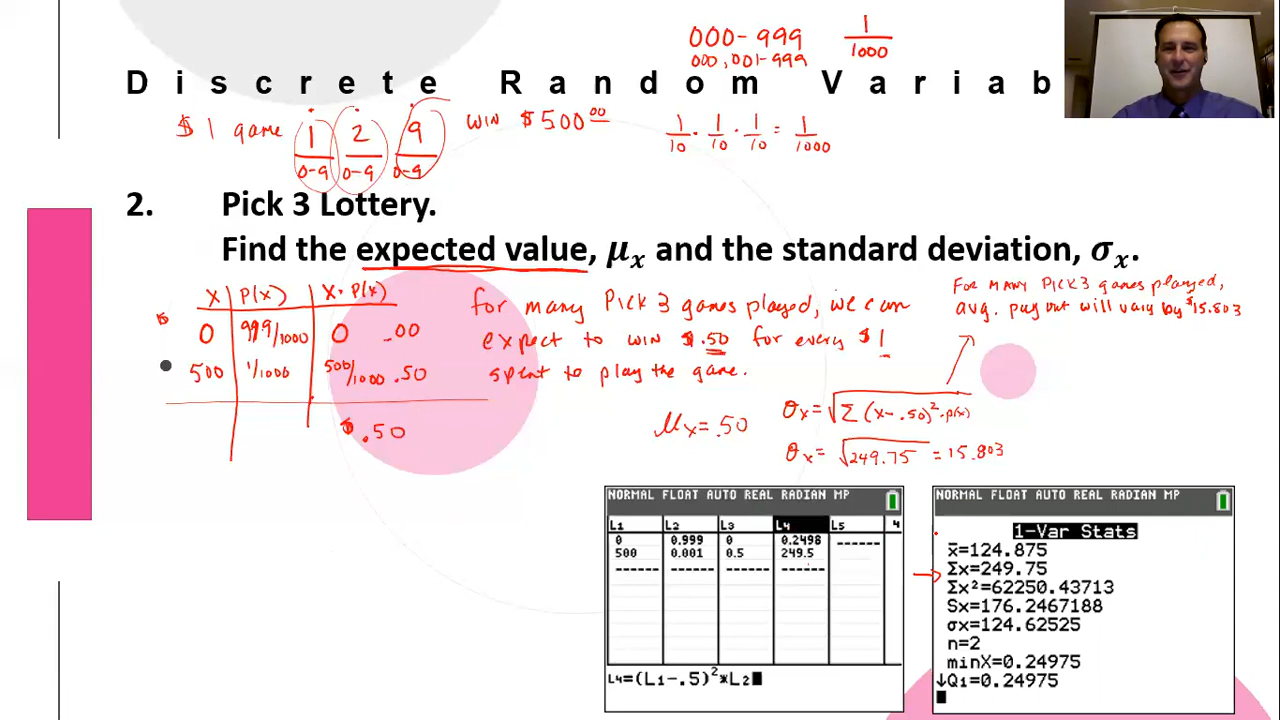 000-999 1/1000
000,001-999
Discrete Random Variab
$1 game 1 2 9 WIN $500.00 1/10 · 1/10 · 1/10 = 1/1000
0-9 0-9 0-9
2. Pick 3 Lottery.
Find the expected value, μx and the standard deviation, σx.
X P(X) X·P(X)
$ 0 999/1000 0 .00
500 1/1000 500/1000 .50
$.50
for many Pick 3 games played, we can
expect to win $.50 for every $1
spent to play the game.
For many Pick 3 games played,
avg. pay out will vary by $15.803
μx=.50
σx=√Σ(x-.50)²·p(x)
σx=√249.75 =15.803
NORMAL FLOAT AUTO REAL RADIAN MP
L1 L2 L3 L4 L5 4
0 0.999 0 0.2498 ------
500 0.001 0.5 249.5
------ ------ ------ ------
L4=(L1-.5)²*L2
NORMAL FLOAT AUTO REAL RADIAN MP
1-Var Stats
x̄=124.875
Σx=249.75
Σx²=62250.43713
Sx=176.2467188
σx=124.62525
n=2
minX=0.24975
↓Q1=0.24975